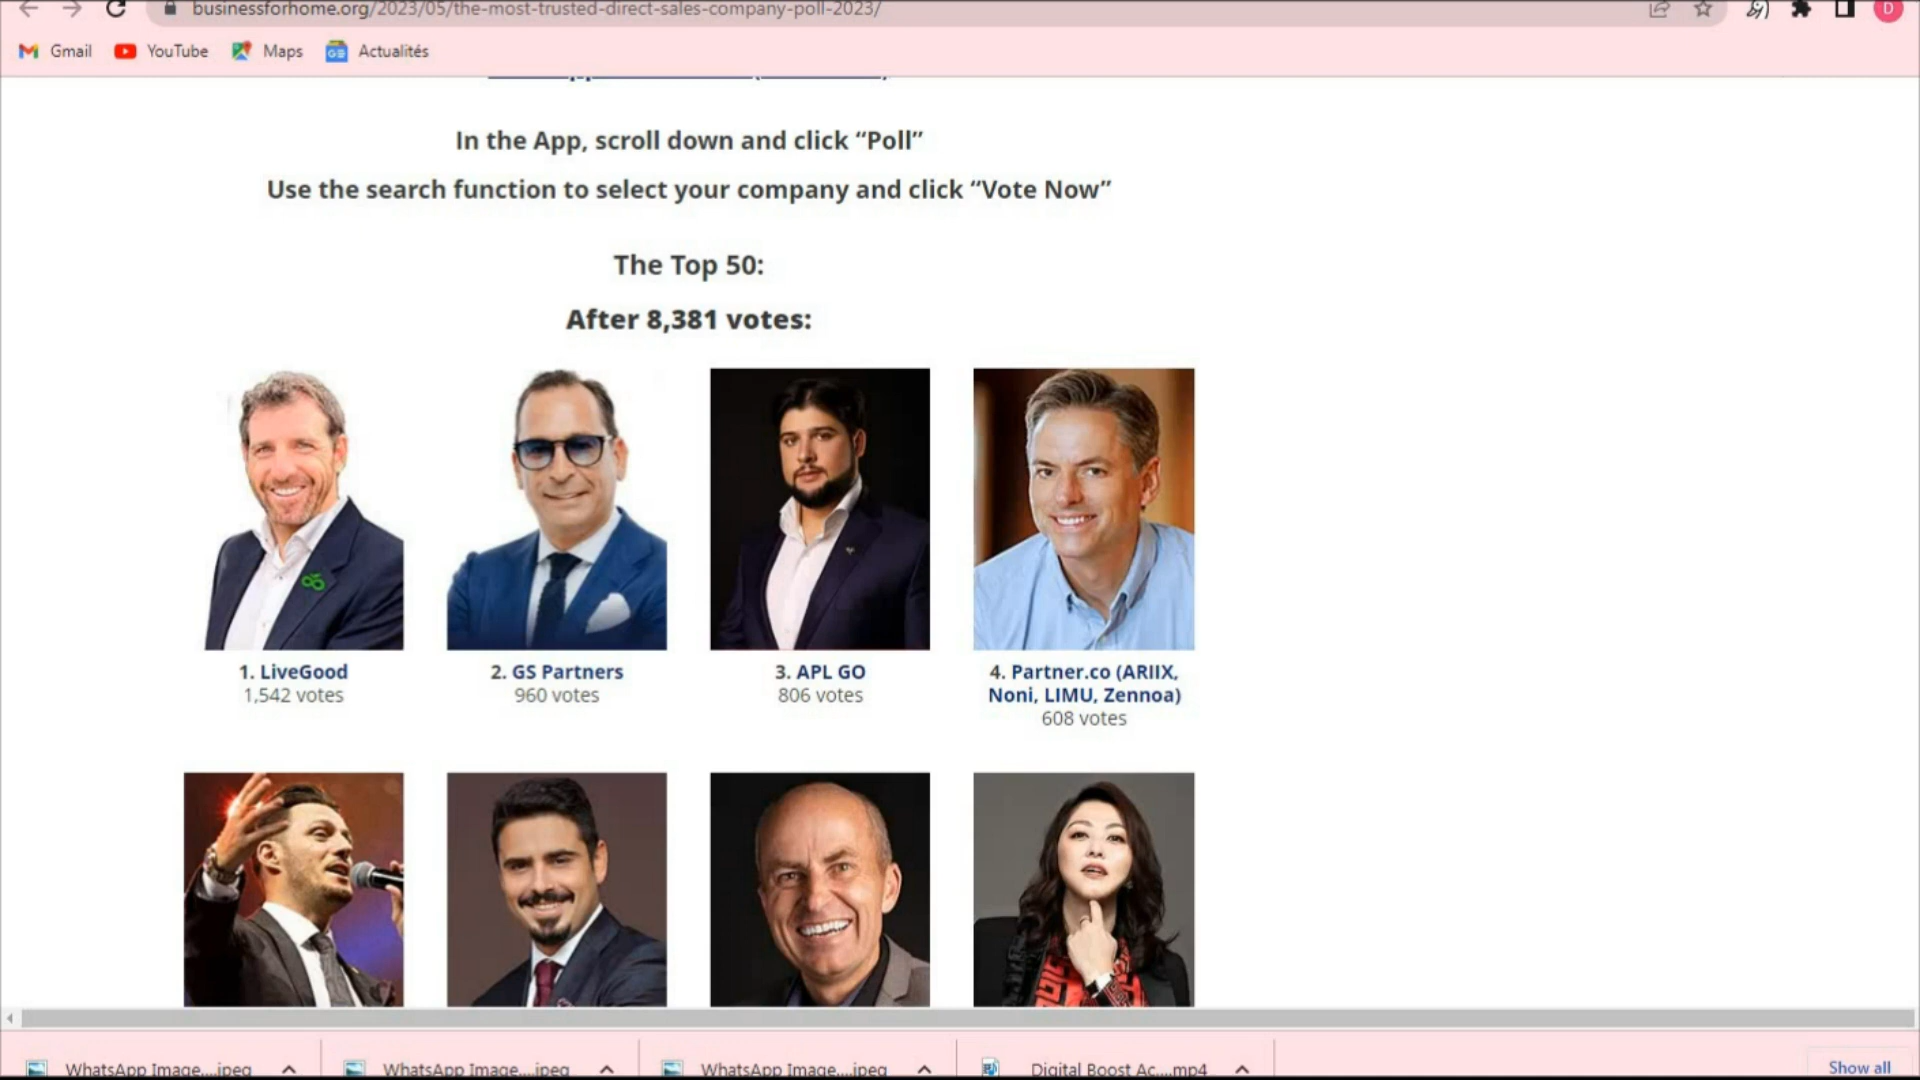 businessforhome.org/2023/05/the-most-trusted-direct-sales-company-poll-2023/
D
Gmail
YouTube
Maps
Actualités
In the App, scroll down and click “Poll”
Use the search function to select your company and click “Vote Now”
The Top 50:
After 8,381 votes:
1. LiveGood
1,542 votes
2. GS Partners
960 votes
3. APL GO
806 votes
4. Partner.co (ARIIX,
Noni, LIMU, Zennoa)
608 votes
WhatsApp Image....jpeg
WhatsApp Image....jpeg
WhatsApp Image....jpeg
Digital Boost Ac....mp4
Show all